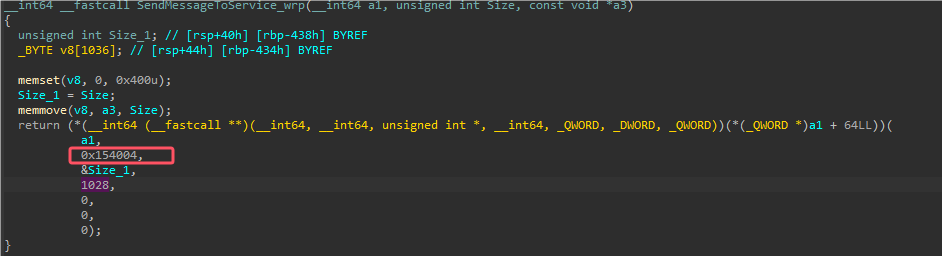 __int64 __fastcall SendMessageToService_wrp(__int64 a1, unsigned int Size, const void *a3)
{
unsigned int Size_1; // [rsp+40h] [rbp-438h] BYREF
_BYTE v8[1036]; // [rsp+44h] [rbp-434h] BYREF
memset(v8, 0, 0x400u);
Size_1 = Size;
memmove(v8, a3, Size);
return (*(__int64 (__fastcall **)(__int64, __int64, unsigned int *, __int64, _QWORD, _DWORD, _QWORD))(*(_QWORD *)a1 + 64LL))(
a1,
0x154004,
&Size_1,
1028,
0,
0,
0);
}